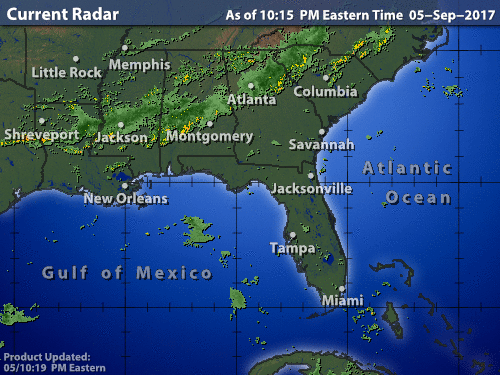 Current Radar
As of 10:15 PM Eastern Time 05-Sep-2017
Memphis
Little Rock
Atlanta
Columbia
Shreveport
Jackson
Montgomery
Savannah
Atlantic
Ocean
Jacksonville
New Orleans
Tampa
Gulf of Mexico
Miami
Product Updated:
05/10:19 PM Eastern